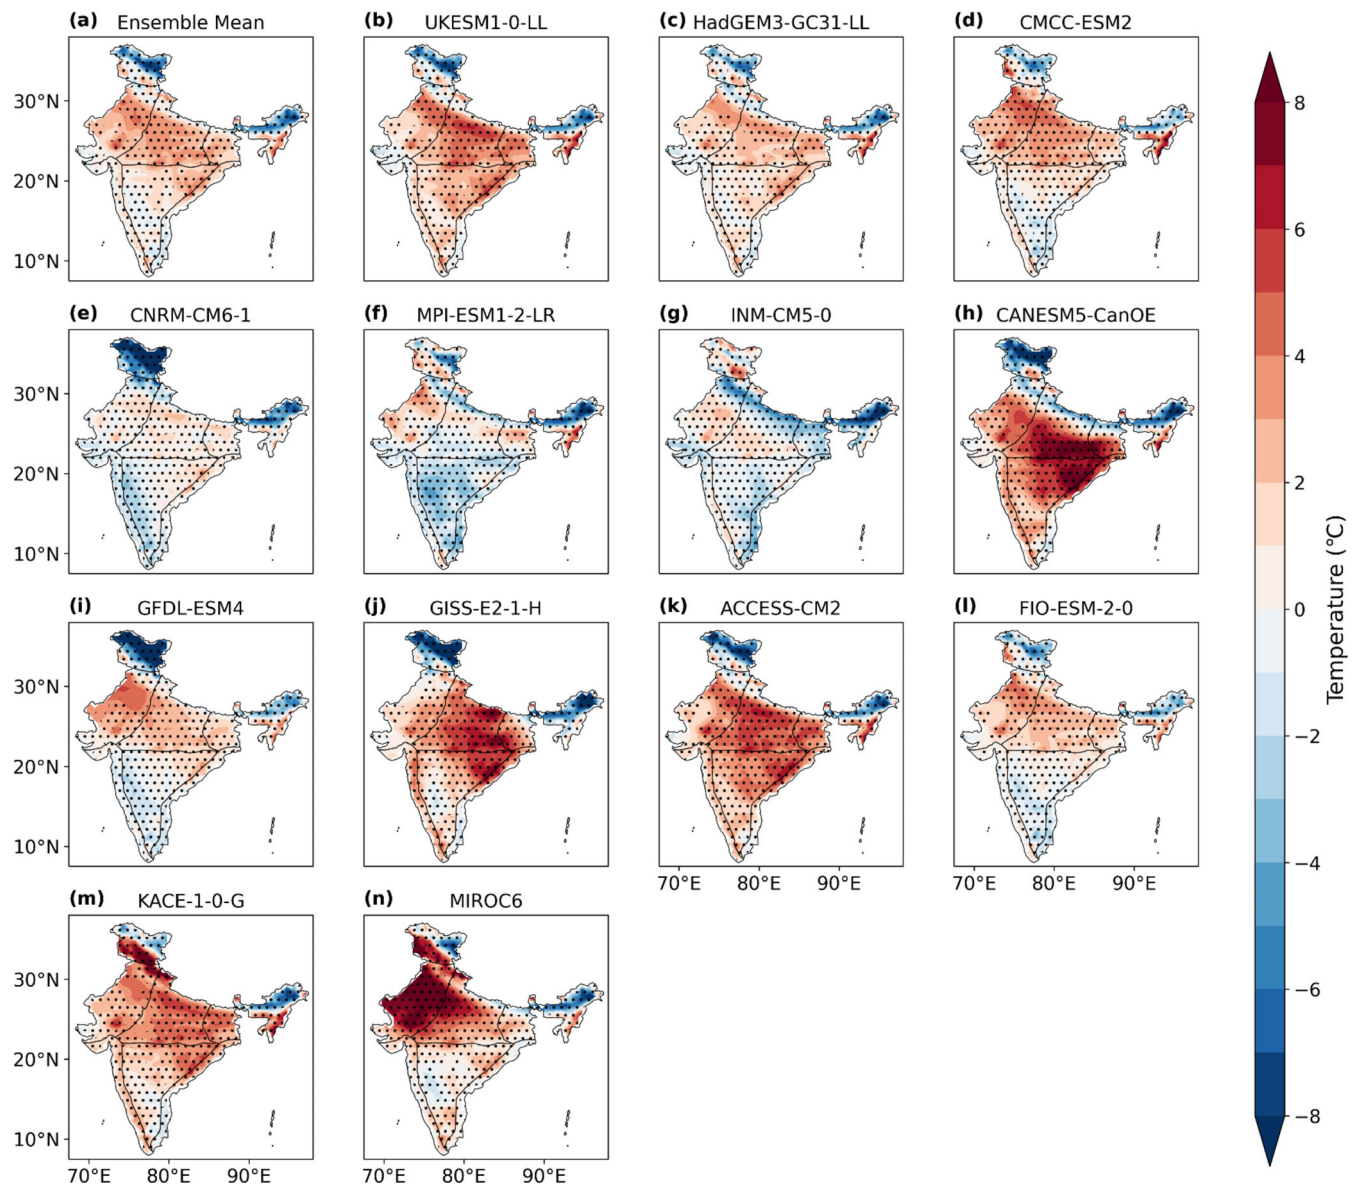 (a) Ensemble Mean
(b) UKESM1-0-LL
(c) HadGEM3-GC31-LL
(d) CMCC-ESM2
30°N
20°N
10°N
(e) CNRM-CM6-1
(f) MPI-ESM1-2-LR
(g) INM-CM5-0
(h) CANESM5-CanOE
30°N
20°N
10°N
(i) GFDL-ESM4
(j) GISS-E2-1-H
(k) ACCESS-CM2
(l) FIO-ESM-2-0
30°N
20°N
10°N
70°E 80°E 90°E
70°E 80°E 90°E
(m) KACE-1-0-G
(n) MIROC6
30°N
20°N
10°N
70°E 80°E 90°E
70°E 80°E 90°E
8
6
4
2
0
−2
−4
−6
−8
Temperature (℃)